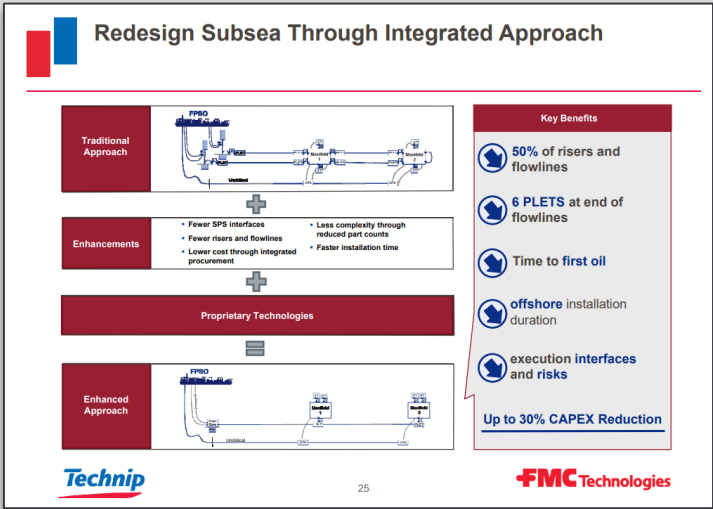 Redesign Subsea Through Integrated Approach
Traditional
Approach
FPSO
Manifold
1
Manifold
2
Umbilical
Enhancements
▪ Fewer SPS interfaces
▪ Fewer risers and flowlines
▪ Lower cost through integrated
procurement
▪ Less complexity through
reduced part counts
▪ Faster installation time
Proprietary Technologies
Enhanced
Approach
FPSO
Manifold
1
Manifold
2
Umbilical
Key Benefits
50% of risers and
flowlines
6 PLETS at end of
flowlines
Time to first oil
offshore installation
duration
execution interfaces
and risks
Up to 30% CAPEX Reduction
Technip
25
FMC Technologies